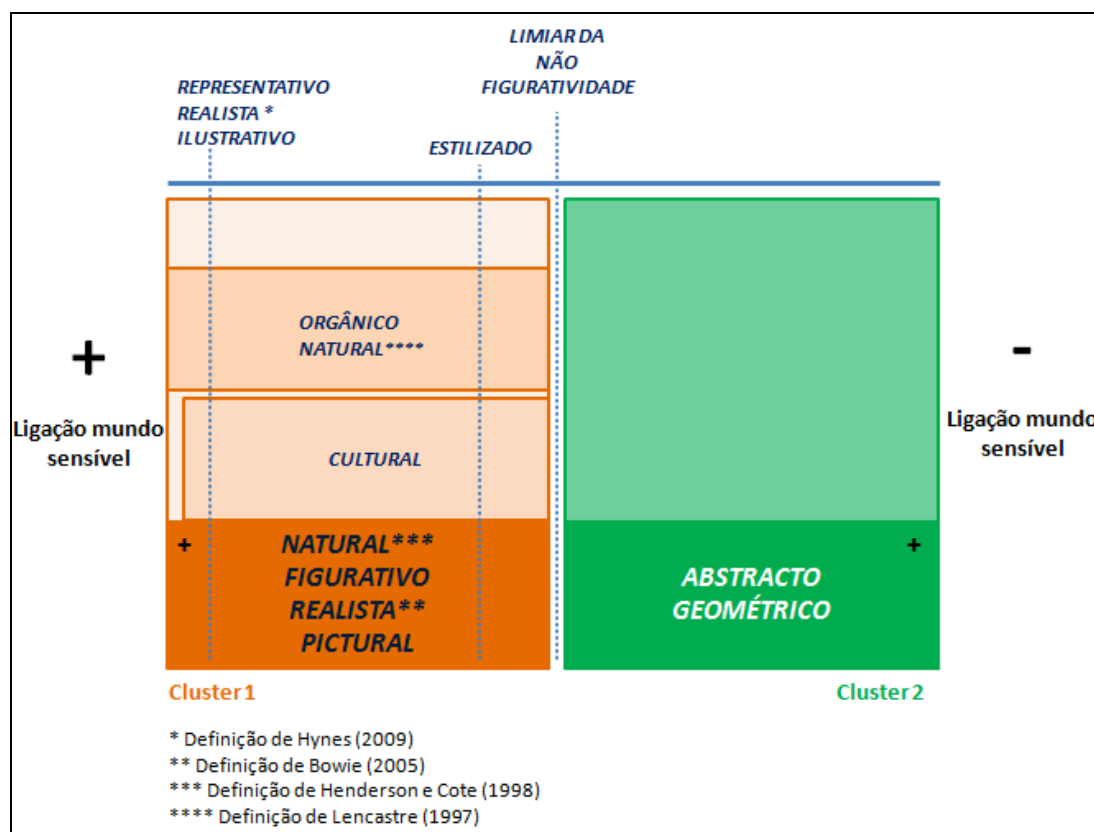 LIMIAR DA
NÃO
FIGURATIVIDADE
REPRESENTATIVO
REALISTA *
ILUSTRATIVO
ESTILIZADO
+
Ligação mundo
sensível
ORGÂNICO
NATURAL****
CULTURAL
-
Ligação mundo
sensível
+
NATURAL***
FIGURATIVO
REALISTA**
PICTURAL
+
ABSTRACTO
GEOMÉTRICO
Cluster 1
Cluster 2
* Definição de Hynes (2009)
** Definição de Bowie (2005)
*** Definição de Henderson e Cote (1998)
**** Definição de Lencastre (1997)